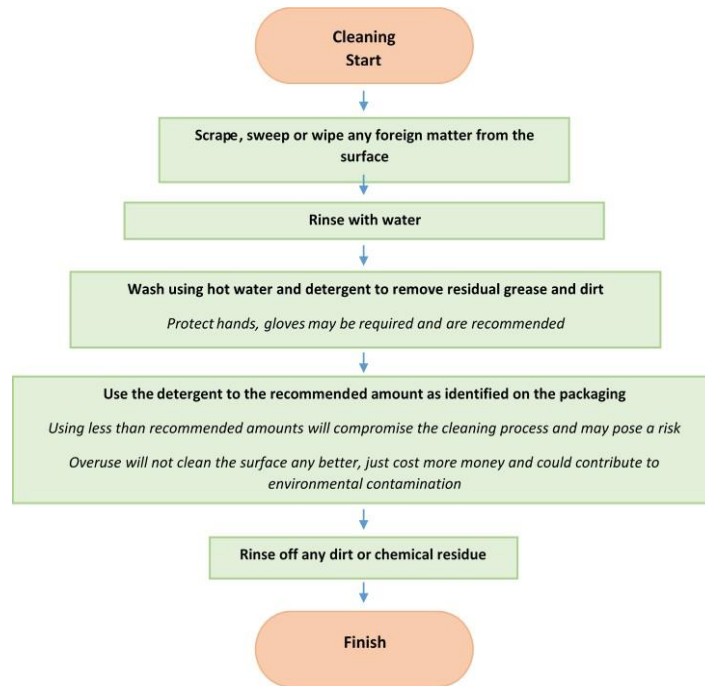 Cleaning
Start
Scrape, sweep or wipe any foreign matter from the
surface
Rinse with water
Wash using hot water and detergent to remove residual grease and dirt
Protect hands, gloves may be required and are recommended
Use the detergent to the recommended amount as identified on the packaging
Using less than recommended amounts will compromise the cleaning process and may pose a risk
Overuse will not clean the surface any better, just cost more money and could contribute to
environmental contamination
Rinse off any dirt or chemical residue
Finish